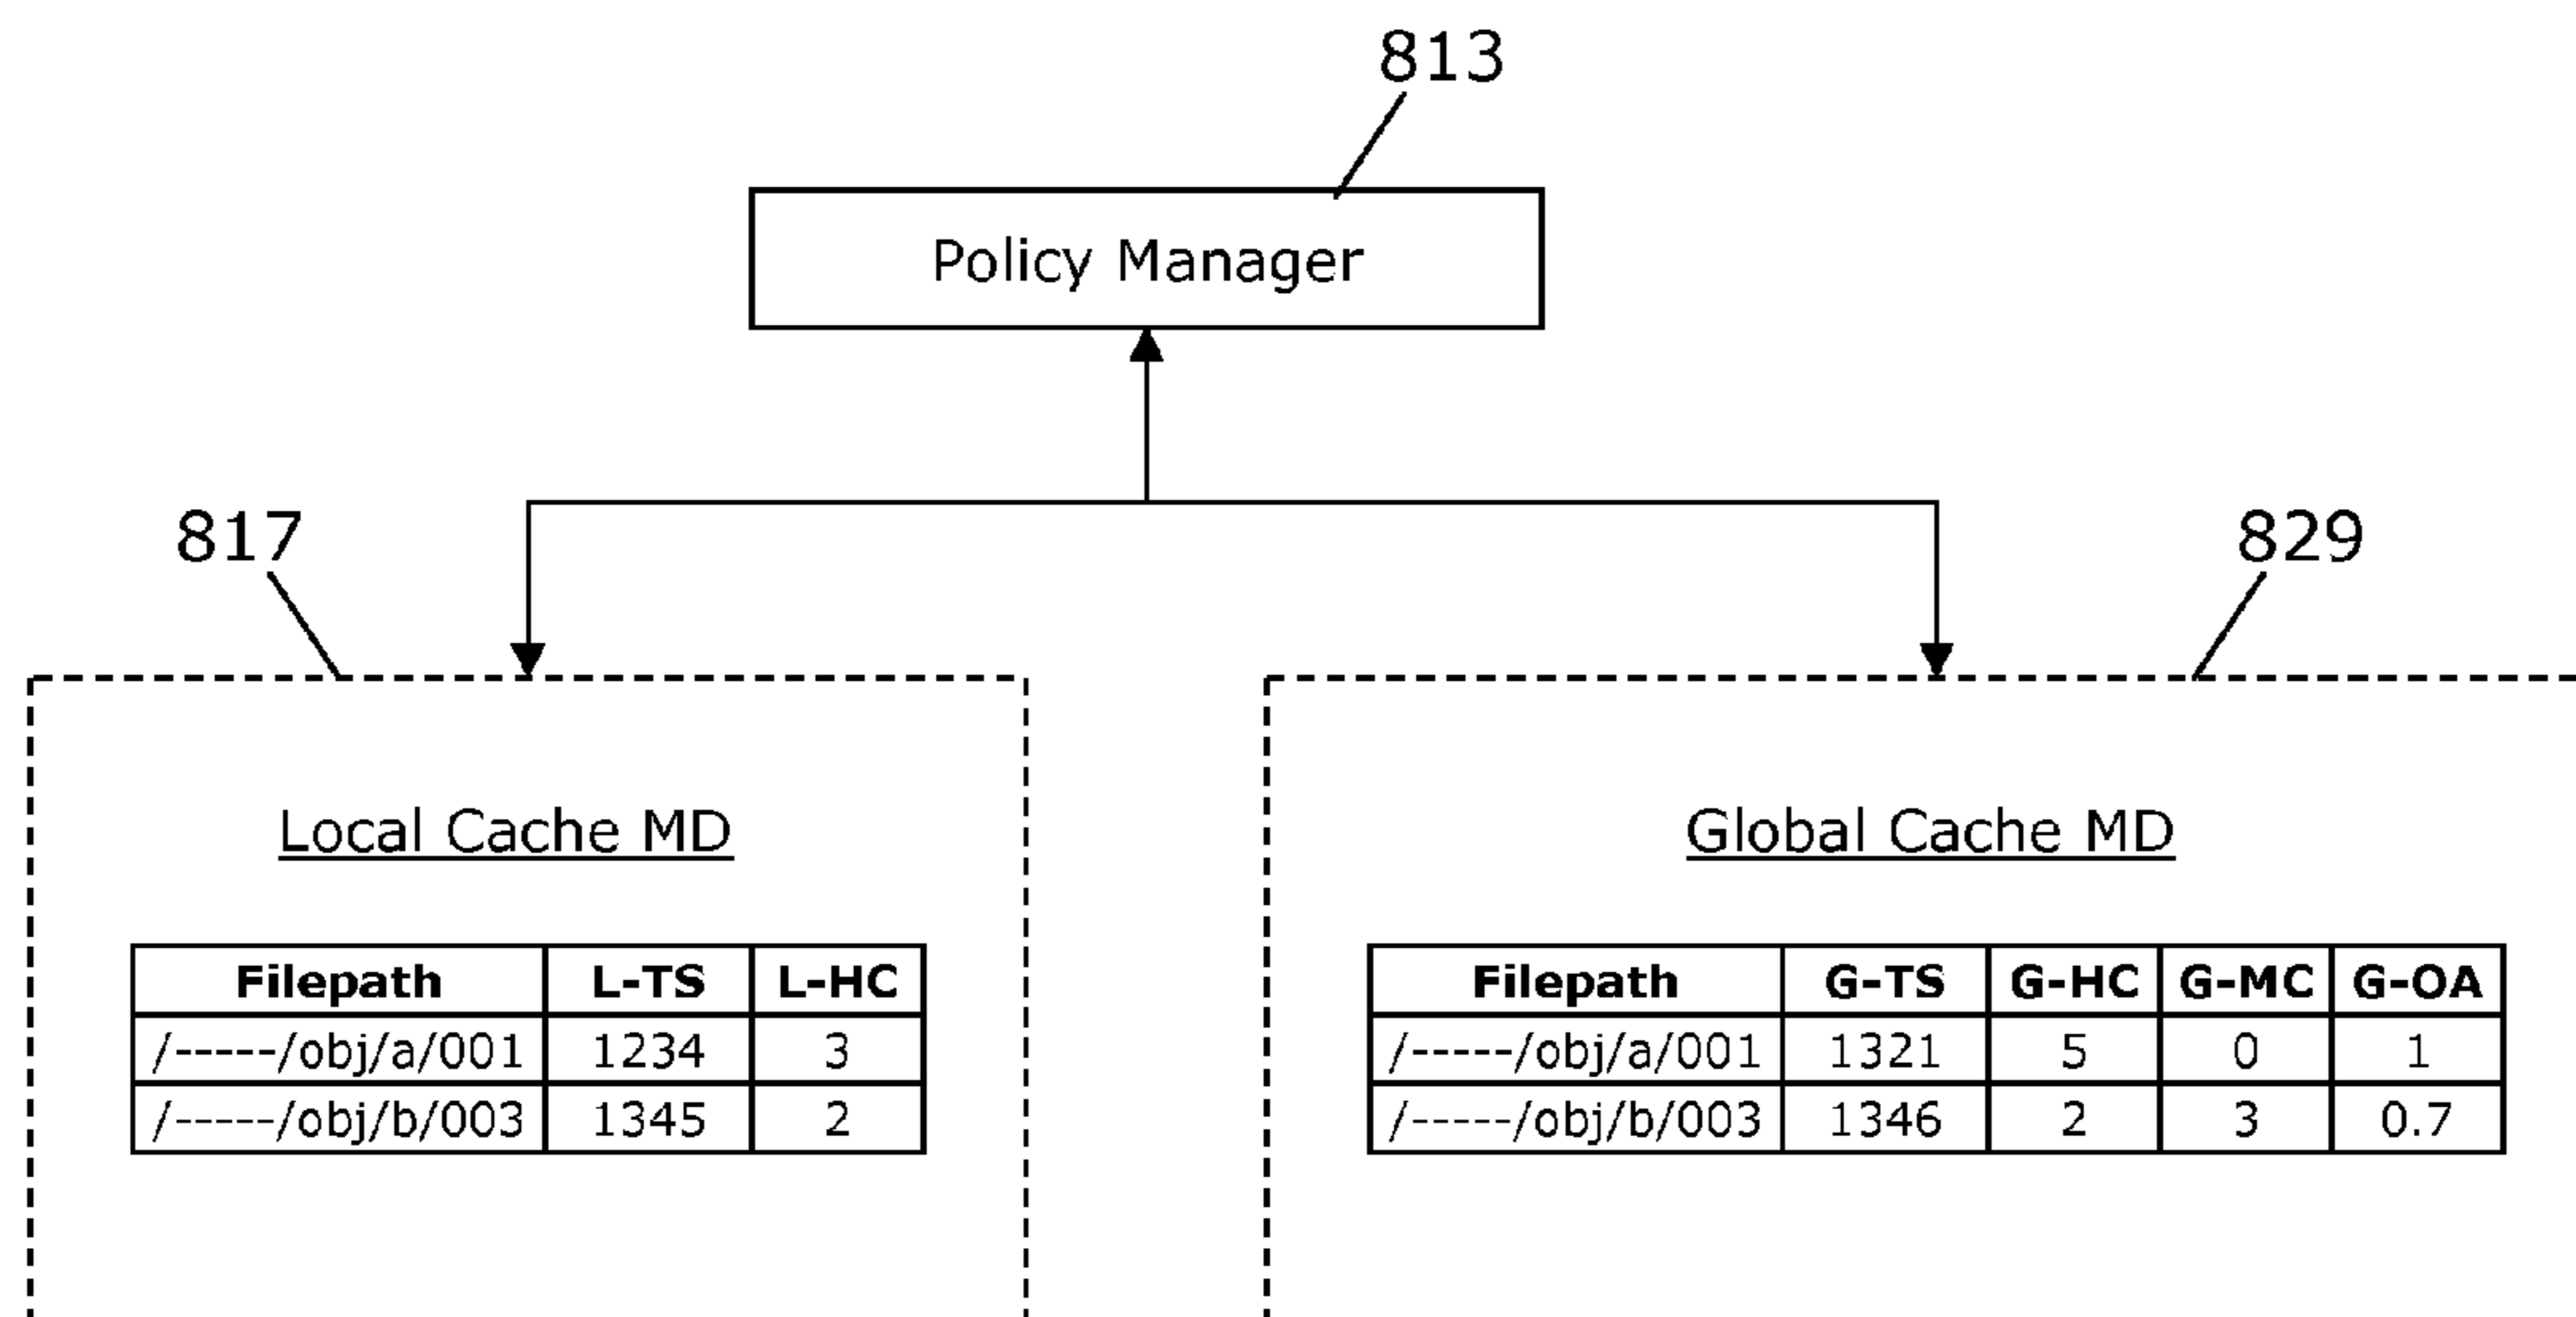 813
Policy Manager
817
829
Local Cache MD
Global Cache MD
Filepath L-TS L-HC
/-----/obj/a/001 1234 3
/-----/obj/b/003 1345 2
Filepath G-TS G-HC G-MC G-OA
/-----/obj/a/001 1321 5 0 1
/-----/obj/b/003 1346 2 3 0.7